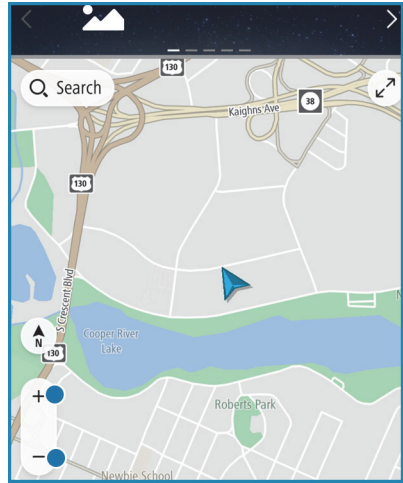 130
Search
Kaighns Ave
38
130
S Crescent Blvd
Cooper River
Lake
N
130
+
Roberts Park
−
Newbie School